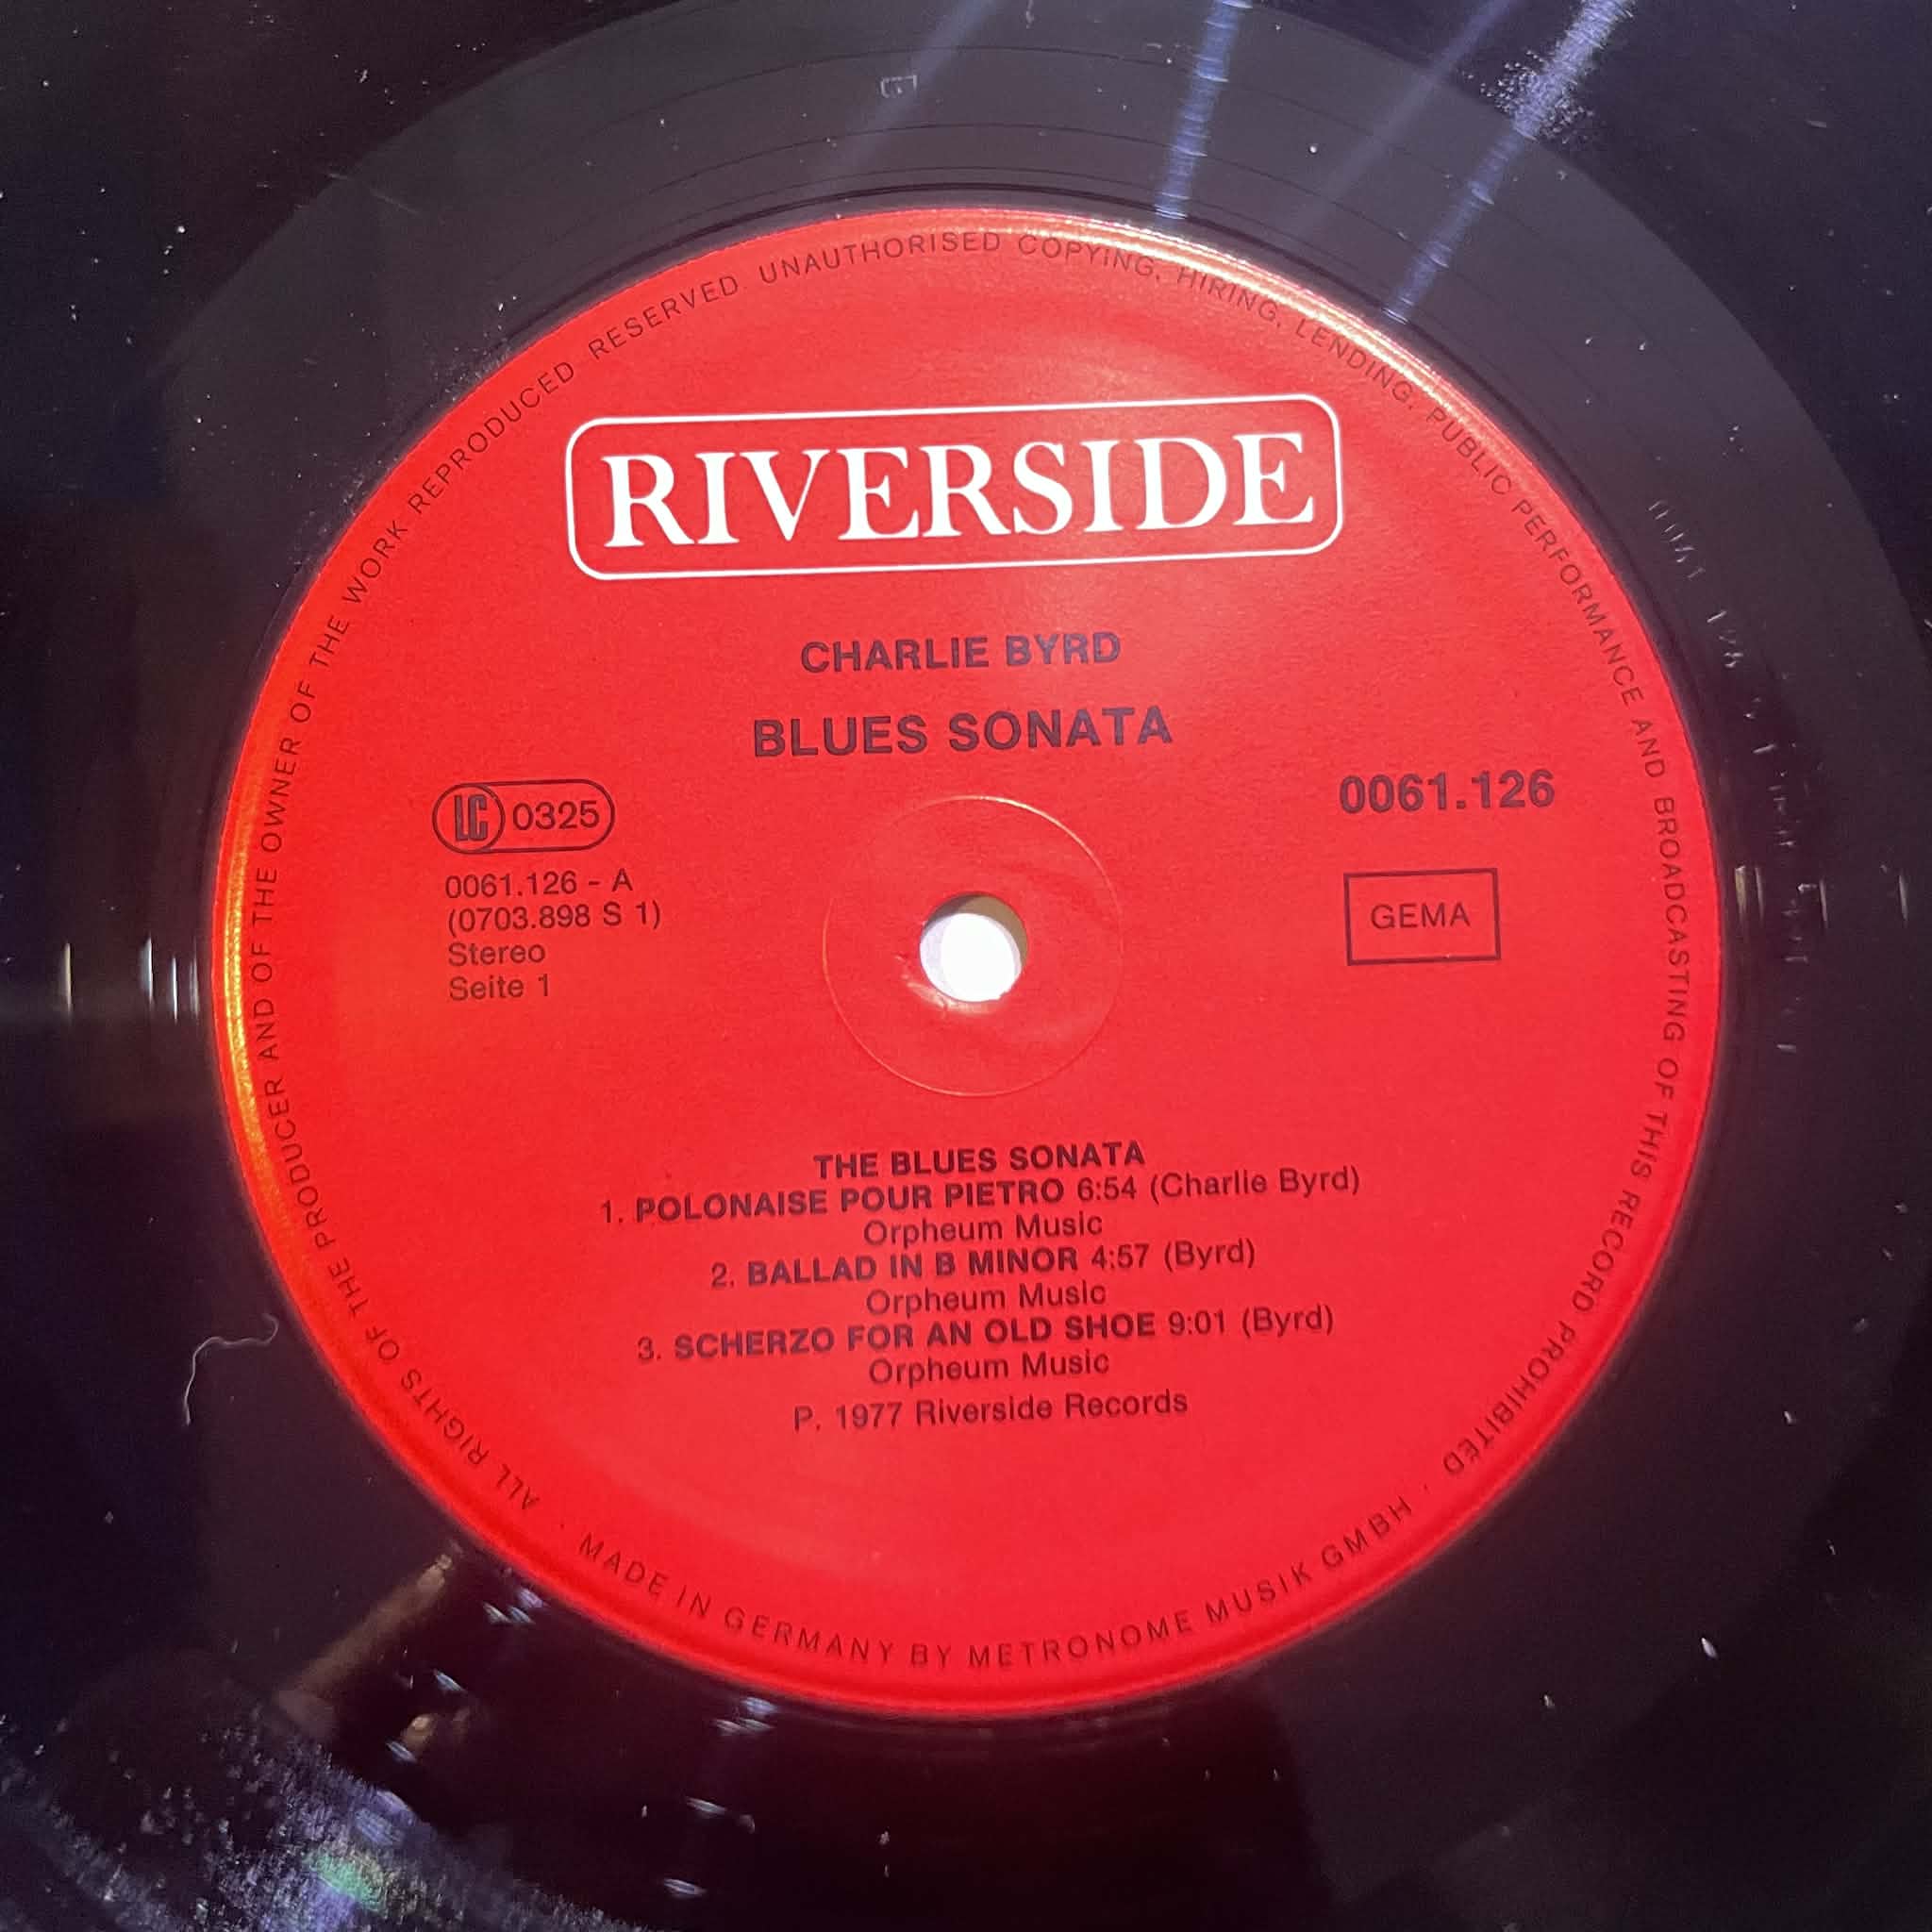 RIVERSIDE
CHARLIE BYRD
BLUES SONATA
LC 0325
0061.126
0061.126 - A
(0703.898 S 1)
Stereo
Seite 1
GEMA
THE BLUES SONATA
1. POLONAISE POUR PIETRO 6:54 (Charlie Byrd)
Orpheum Music
2. BALLAD IN B MINOR 4:57 (Byrd)
Orpheum Music
3. SCHERZO FOR AN OLD SHOE 9:01 (Byrd)
Orpheum Music
P. 1977 Riverside Records
ALL RIGHTS OF THE PRODUCER AND OF THE OWNER OF THE WORK REPRODUCED RESERVED. UNAUTHORISED COPYING, HIRING, LENDING, PUBLIC PERFORMANCE AND BROADCASTING OF THIS RECORD PROHIBITED · MADE IN GERMANY BY METRONOME MUSIK GMBH ·